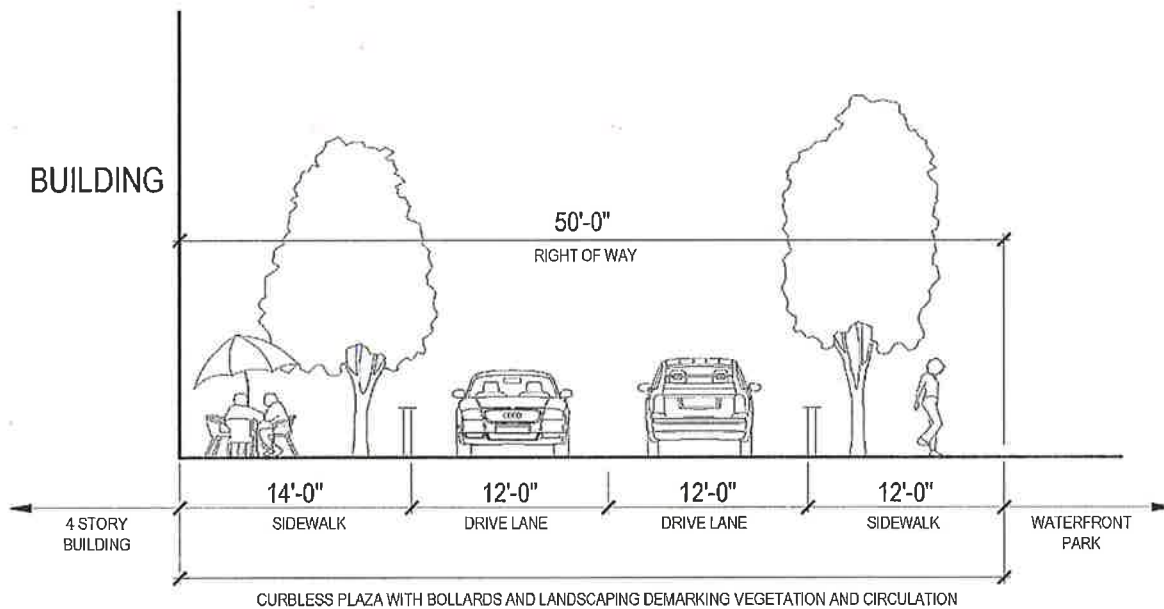 BUILDING
50'-0"
RIGHT OF WAY
14'-0"
12'-0"
12'-0"
12'-0"
4 STORY
BUILDING
SIDEWALK
DRIVE LANE
DRIVE LANE
SIDEWALK
WATERFRONT
PARK
CURBLESS PLAZA WITH BOLLARDS AND LANDSCAPING DEMARKING VEGETATION AND CIRCULATION